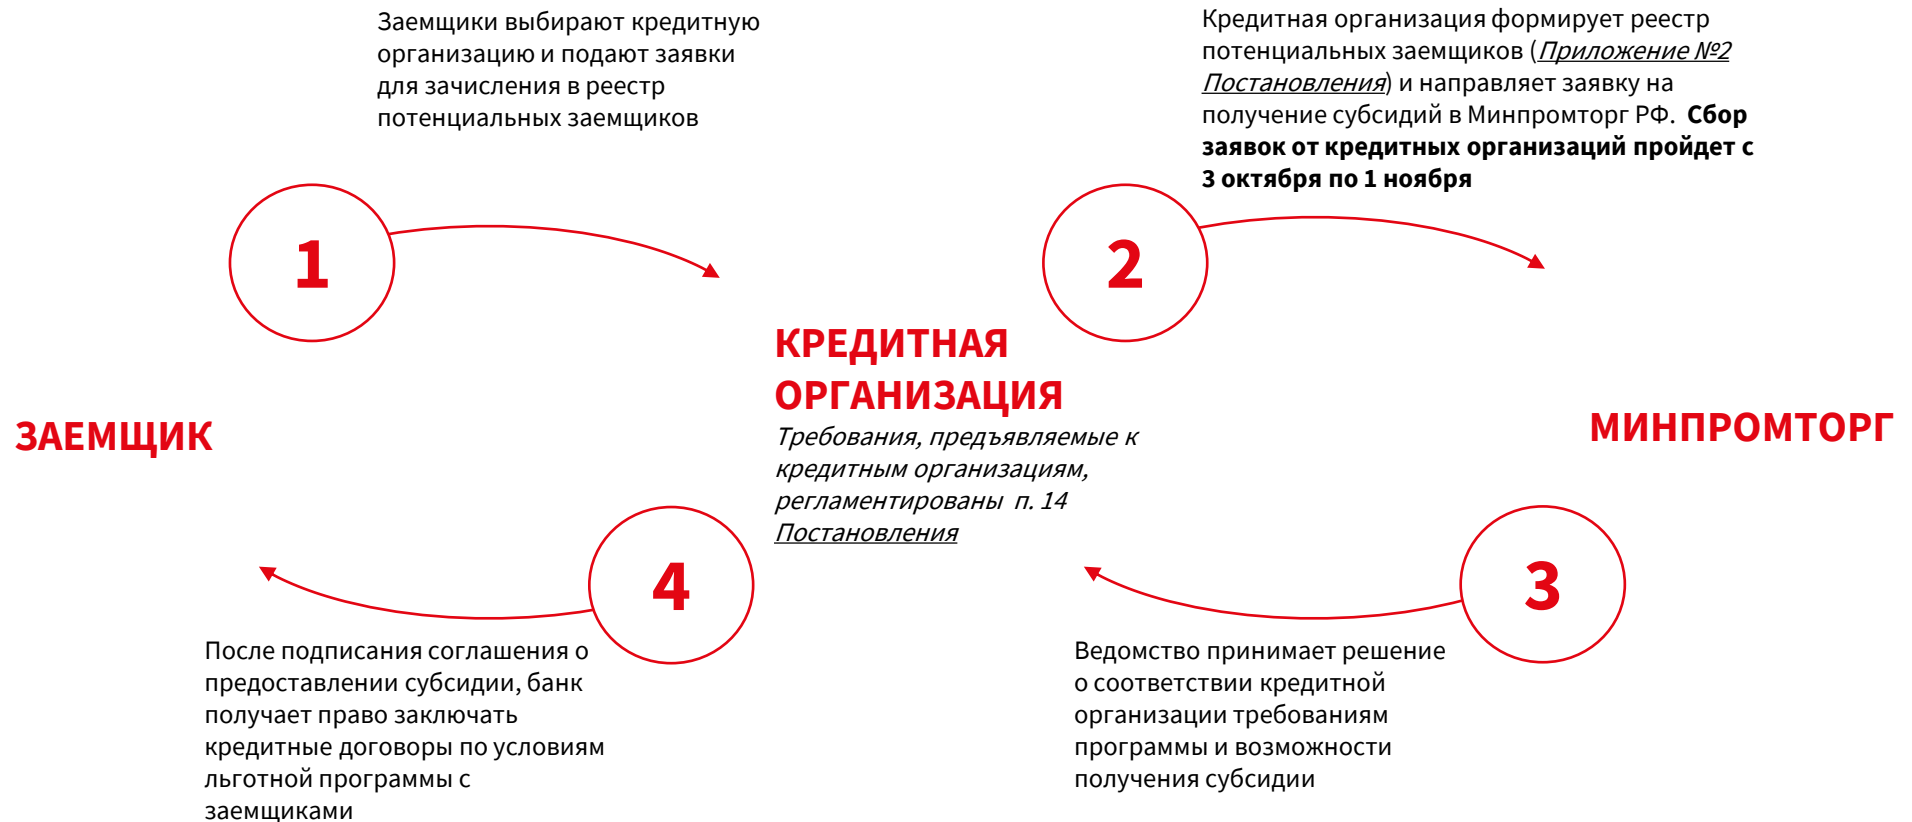 Заемщики выбирают кредитную
организацию и подают заявки
для зачисления в реестр
потенциальных заемщиков
Кредитная организация формирует реестр
потенциальных заемщиков (Приложение №2
Постановления) и направляет заявку на
получение субсидий в Минпромторг РФ. Сбор
заявок от кредитных организаций пройдет с
3 октября по 1 ноября
1
2
ЗАЕМЩИК
КРЕДИТНАЯ
ОРГАНИЗАЦИЯ
Требования, предъявляемые к
кредитным организациям,
регламентированы п. 14
Постановления
МИНПРОМТОРГ
4
3
После подписания соглашения о
предоставлении субсидии, банк
получает право заключать
кредитные договоры по условиям
льготной программы с
заемщиками
Ведомство принимает решение
о соответствии кредитной
организации требованиям
программы и возможности
получения субсидии